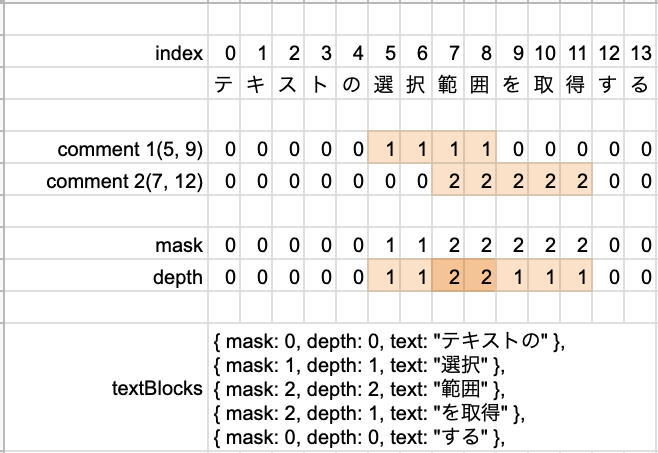 index 0 1 2 3 4 5 6 7 8 9 10 11 12 13
テ キ ス ト の 選 択 範 囲 を 取 得 す る
comment 1(5, 9) 0 0 0 0 0 1 1 1 1 0 0 0 0 0
comment 2(7, 12) 0 0 0 0 0 0 0 2 2 2 2 2 0 0
mask 0 0 0 0 0 1 1 2 2 2 2 2 0 0
depth 0 0 0 0 0 1 1 2 2 1 1 1 0 0
textBlocks
{ mask: 0, depth: 0, text: "テキストの" },
{ mask: 1, depth: 1, text: "選択" },
{ mask: 2, depth: 2, text: "範囲" },
{ mask: 2, depth: 1, text: "を取得" },
{ mask: 0, depth: 0, text: "する" },